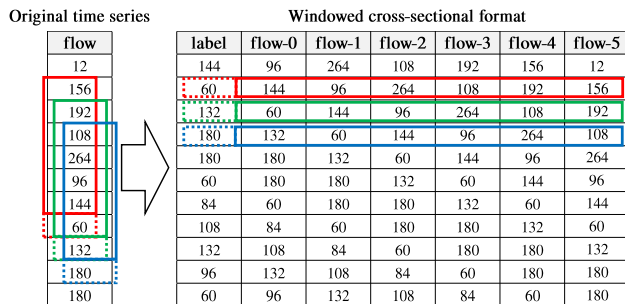 Original time series Windowed cross-sectional format
flow label flow-0 flow-1 flow-2 flow-3 flow-4 flow-5
12 144 96 264 108 192 156 12
156 60 144 96 264 108 192 156
192 132 60 144 96 264 108 192
108 180 132 60 144 96 264 108
264 180 180 132 60 144 96 264
96 60 180 180 132 60 144 96
144 84 60 180 180 132 60 144
60 108 84 60 180 180 132 60
132 132 108 84 60 180 180 132
180 96 132 108 84 60 180 180
180 60 96 132 108 84 60 180